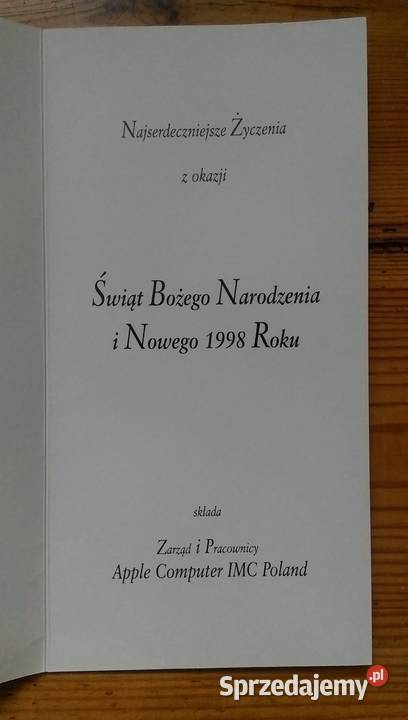 Najserdeczniejsze Życzenia
z okazji
Świąt Bożego Narodzenia
i Nowego 1998 Roku
składa
Zarząd i Pracownicy
Apple Computer IMC Poland
Sprzedajemy.pl